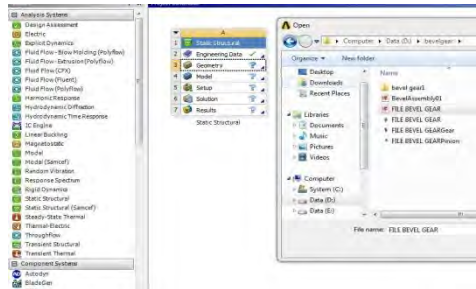 Analysis Systems
Design Assessment
Electric
Explicit Dynamics
Fluid Flow - Blow Molding (Polyflow)
Fluid Flow - Extrusion (Polyflow)
Fluid Flow (CFX)
Fluid Flow (Fluent)
Fluid Flow (Polyflow)
Harmonic Response
Hydrodynamic Diffraction
Hydrodynamic Time Response
IC Engine
Linear Buckling
Magnetostatic
Modal
Modal (Samcef)
Random Vibration
Response Spectrum
Rigid Dynamics
Static Structural
Static Structural (Samcef)
Steady-State Thermal
Thermal-Electric
Throughflow
Transient Structural
Transient Thermal
Component Systems
Autodyn
BladeGen
A
1 Static Structural
2 Engineering Data
3 Geometry
4 Model
5 Setup
6 Solution
7 Results
Static Structural
Open
Computer Data (D:) bevelgear
Organize New folder
Desktop
Downloads
Recent Places
Libraries
Documents
Music
Pictures
Videos
Computer
System (C:)
Data (D:)
Data (E:)
Name
bevel gear1
BevelAssembly01
FILE BEVEL GEAR
FILE BEVEL GEAR
FILE BEVEL GEARGear
FILE BEVEL GEARPinion
File name: FILE BEVEL GEAR